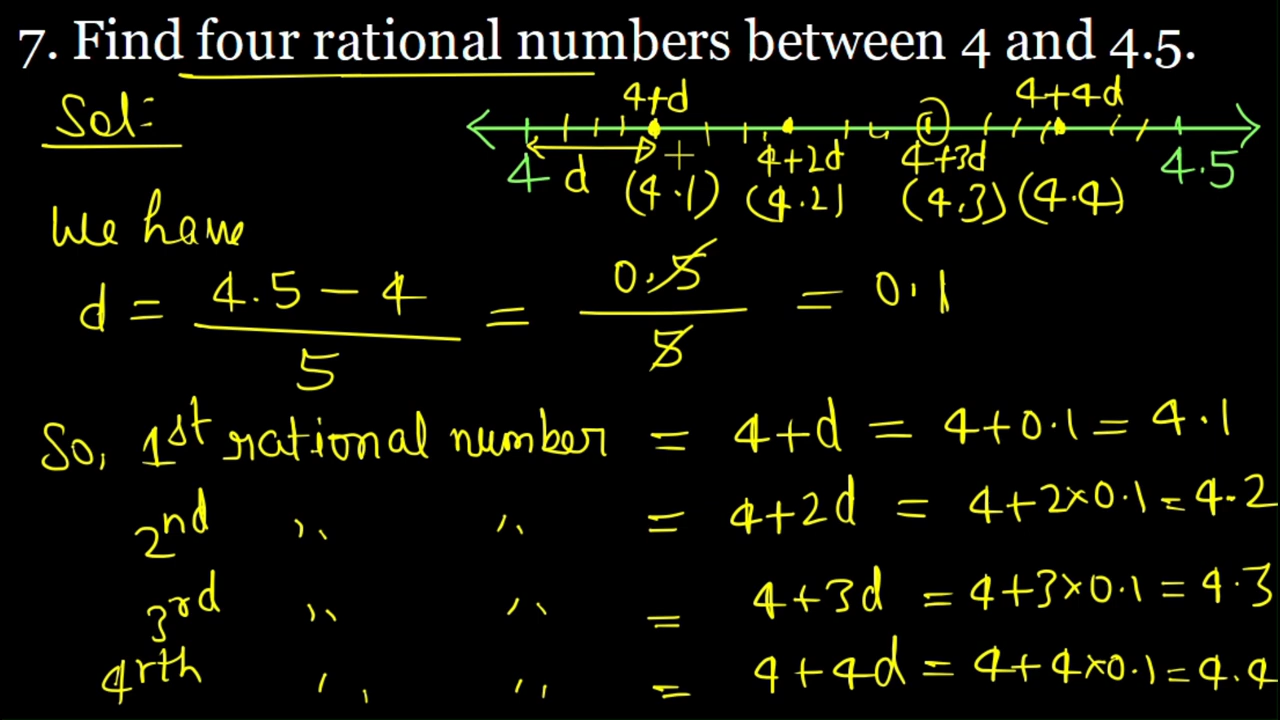 7. Find four rational numbers between 4 and 4.5.
Sol:
4+d 4+4d
4 d 4+2d 4+3d 4.5
(4.1) (4.2) (4.3) (4.4)
We have
d = 4.5 - 4 / 5 = 0.5 / 5 = 0.1
So, 1st rational number = 4+d = 4+0.1 = 4.1
2nd ,, ,, = 4+2d = 4+2×0.1 = 4.2
3rd ,, ,, = 4+3d = 4+3×0.1 = 4.3
4rth ,, ,, = 4+4d = 4+4×0.1 = 4.4